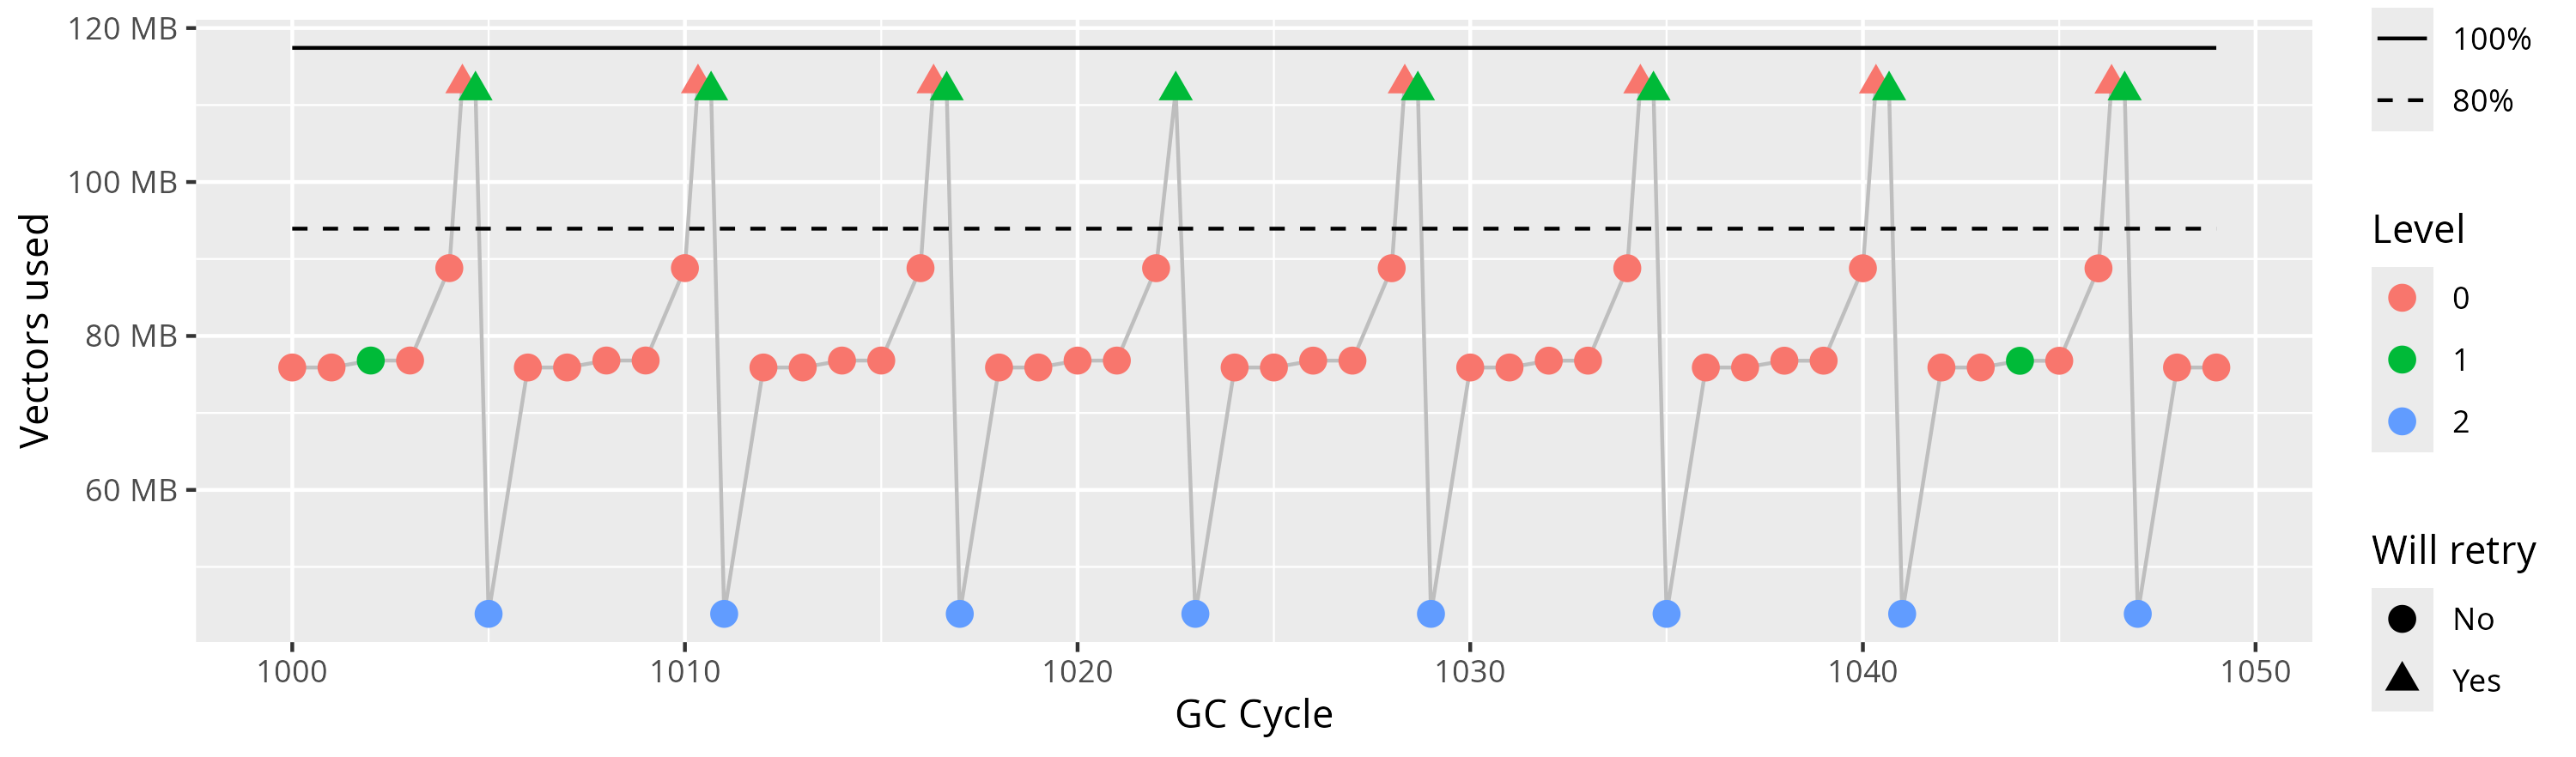 120 MB
100 MB
80 MB
60 MB
Vectors used
1000 1010 1020 1030 1040 1050
GC Cycle
100%
80%
Level
0
1
2
Will retry
No
Yes